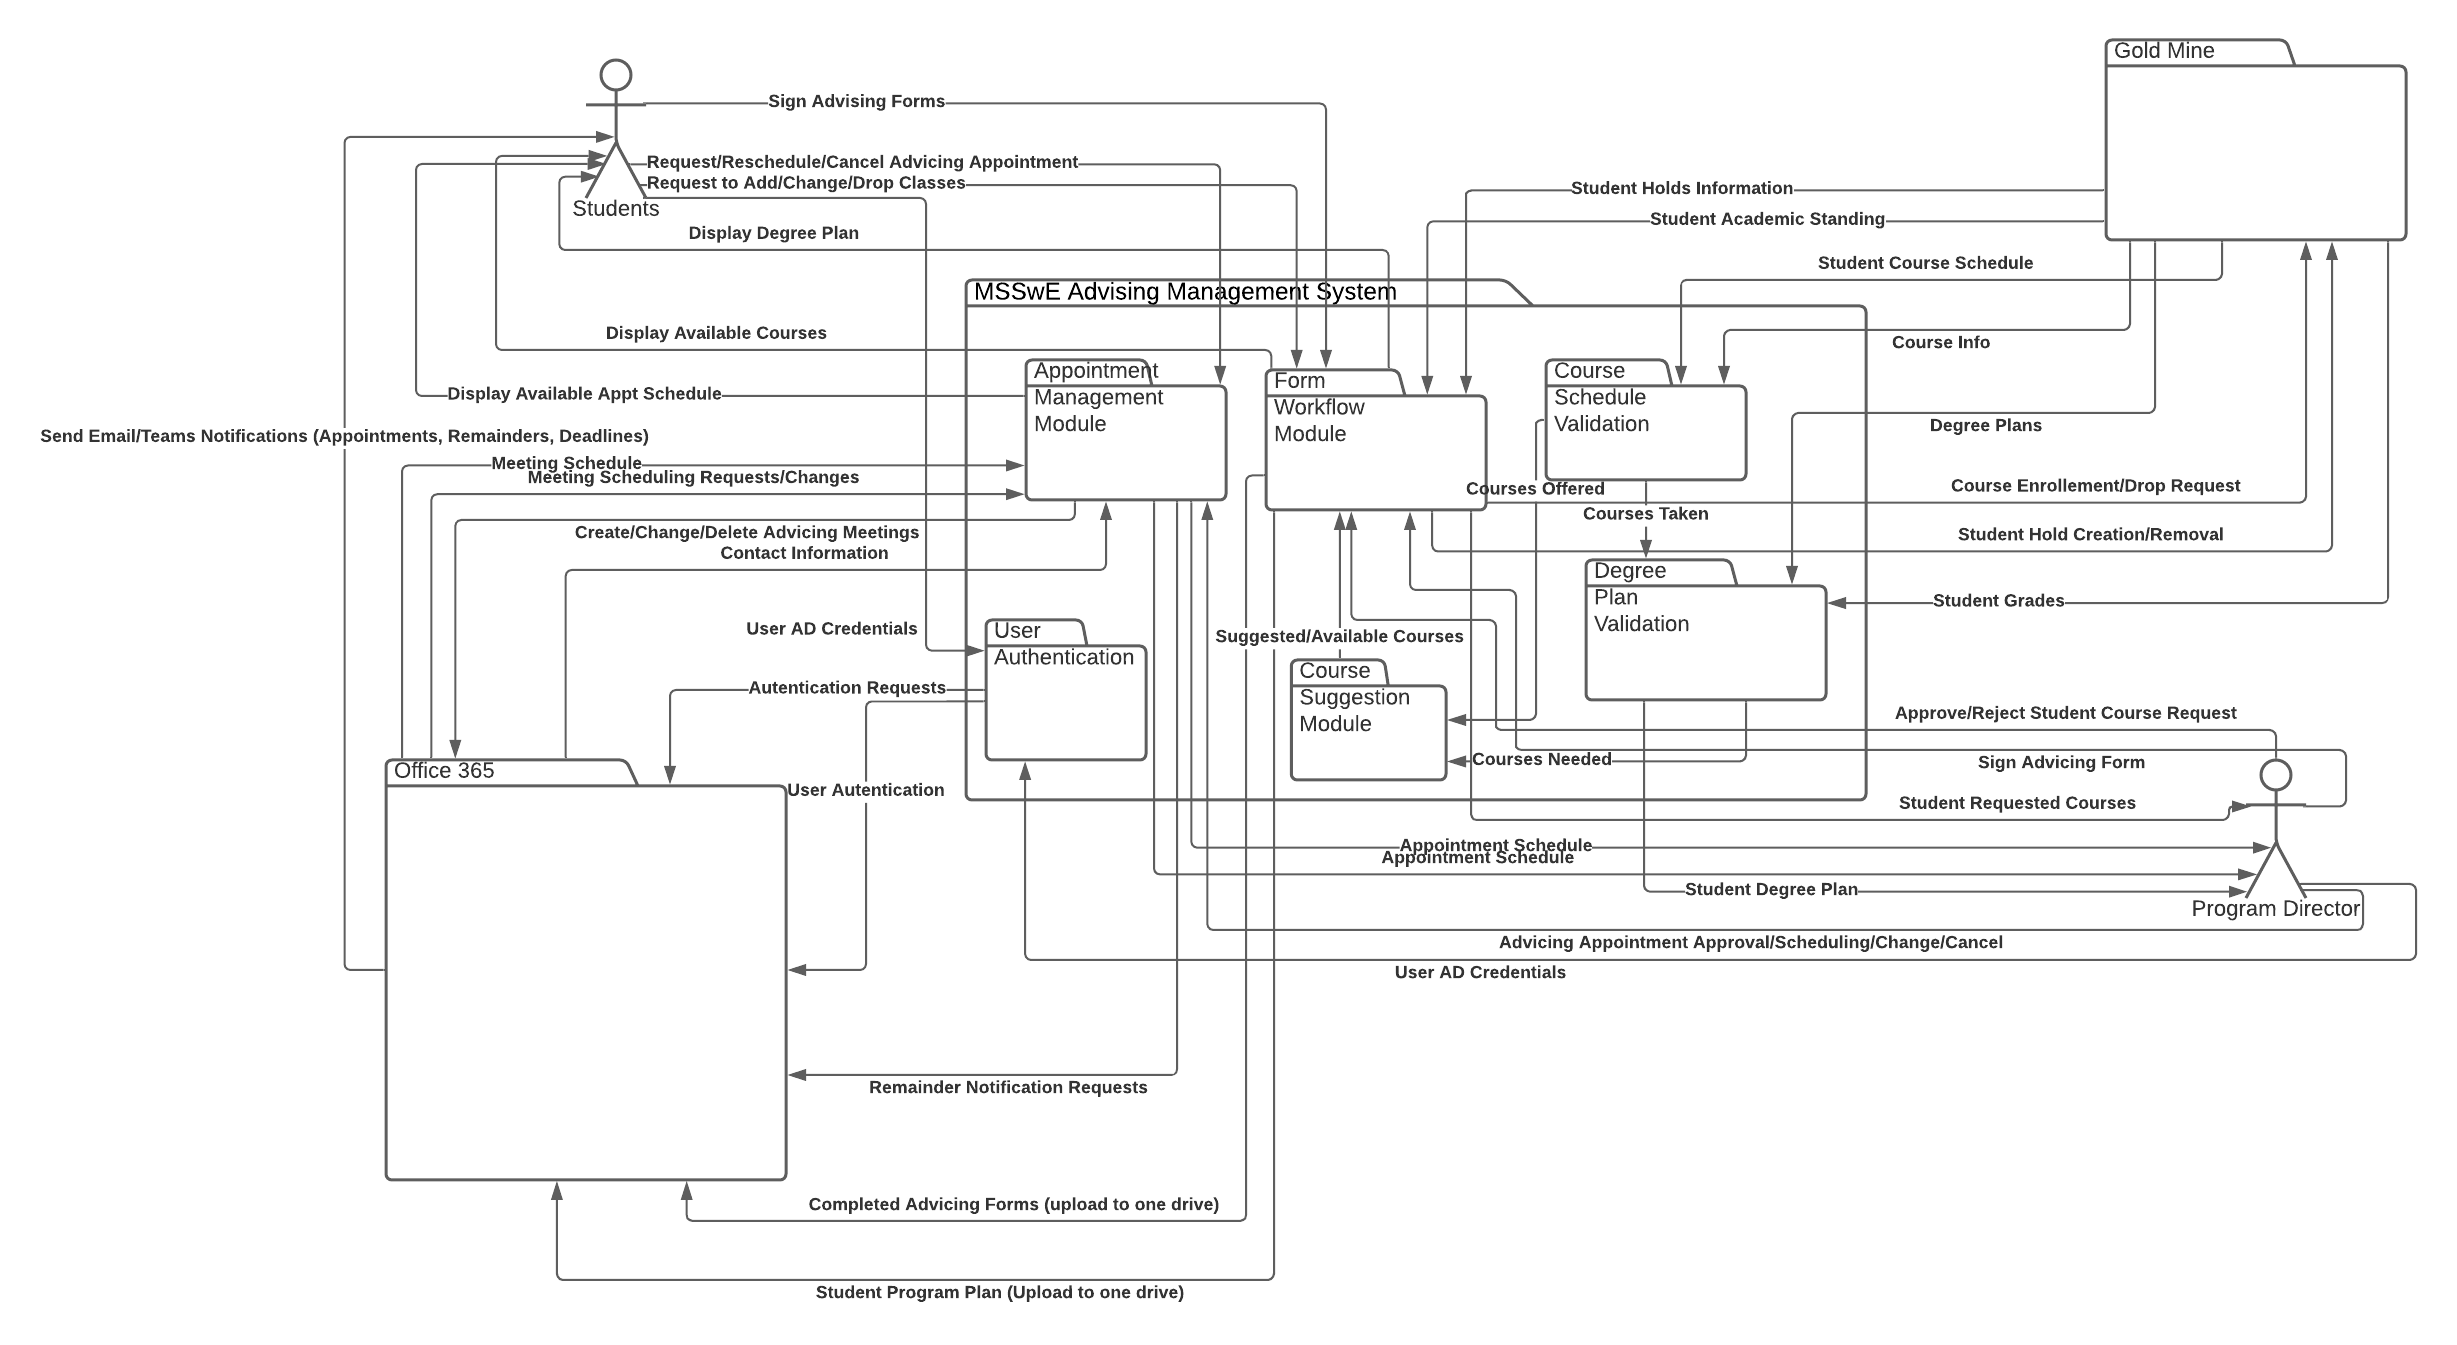 Gold Mine
Sign Advising Forms
Request/Reschedule/Cancel Advicing Appointment
Request to Add/Change/Drop Classes
Student Holds Information
Students
Student Academic Standing
Display Degree Plan
Student Course Schedule
MSSwE Advising Management System
Display Available Courses
Course Info
Appointment
Management
Module
Form
Workflow
Module
Course
Schedule
Validation
Display Available Appt Schedule
Degree Plans
Send Email/Teams Notifications (Appointments, Remainders, Deadlines)
Meeting Schedule
Meeting Scheduling Requests/Changes
Courses Offered
Course Enrollement/Drop Request
Courses Taken
Create/Change/Delete Advicing Meetings
Student Hold Creation/Removal
Contact Information
Degree
Plan
Validation
Student Grades
User AD Credentials
User
Authentication
Suggested/Available Courses
Course
Suggestion
Module
Autentication Requests
Approve/Reject Student Course Request
Courses Needed
Sign Advicing Form
Office 365
User Autentication
Student Requested Courses
Appointment Schedule
Appointment Schedule
Student Degree Plan
Program Director
Advicing Appointment Approval/Scheduling/Change/Cancel
User AD Credentials
Remainder Notification Requests
Completed Advicing Forms (upload to one drive)
Student Program Plan (Upload to one drive)